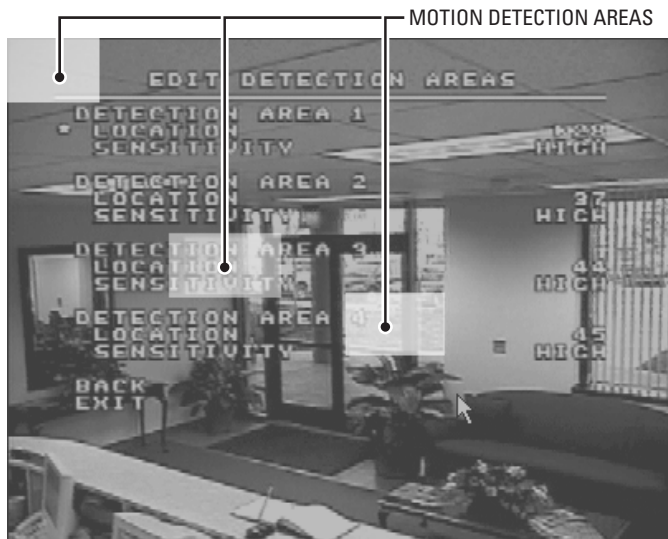 MOTION DETECTION AREAS
EDIT DETECTION AREAS
DETECTION AREA 1
* LOCATION
SENSITIVITY HIGH
DETECTION AREA 2
LOCATION 37
SENSITIVITY HIGH
DETECTION AREA 3
LOCATION 44
SENSITIVITY HIGH
DETECTION AREA 4
LOCATION 45
SENSITIVITY HIGH
BACK
EXIT